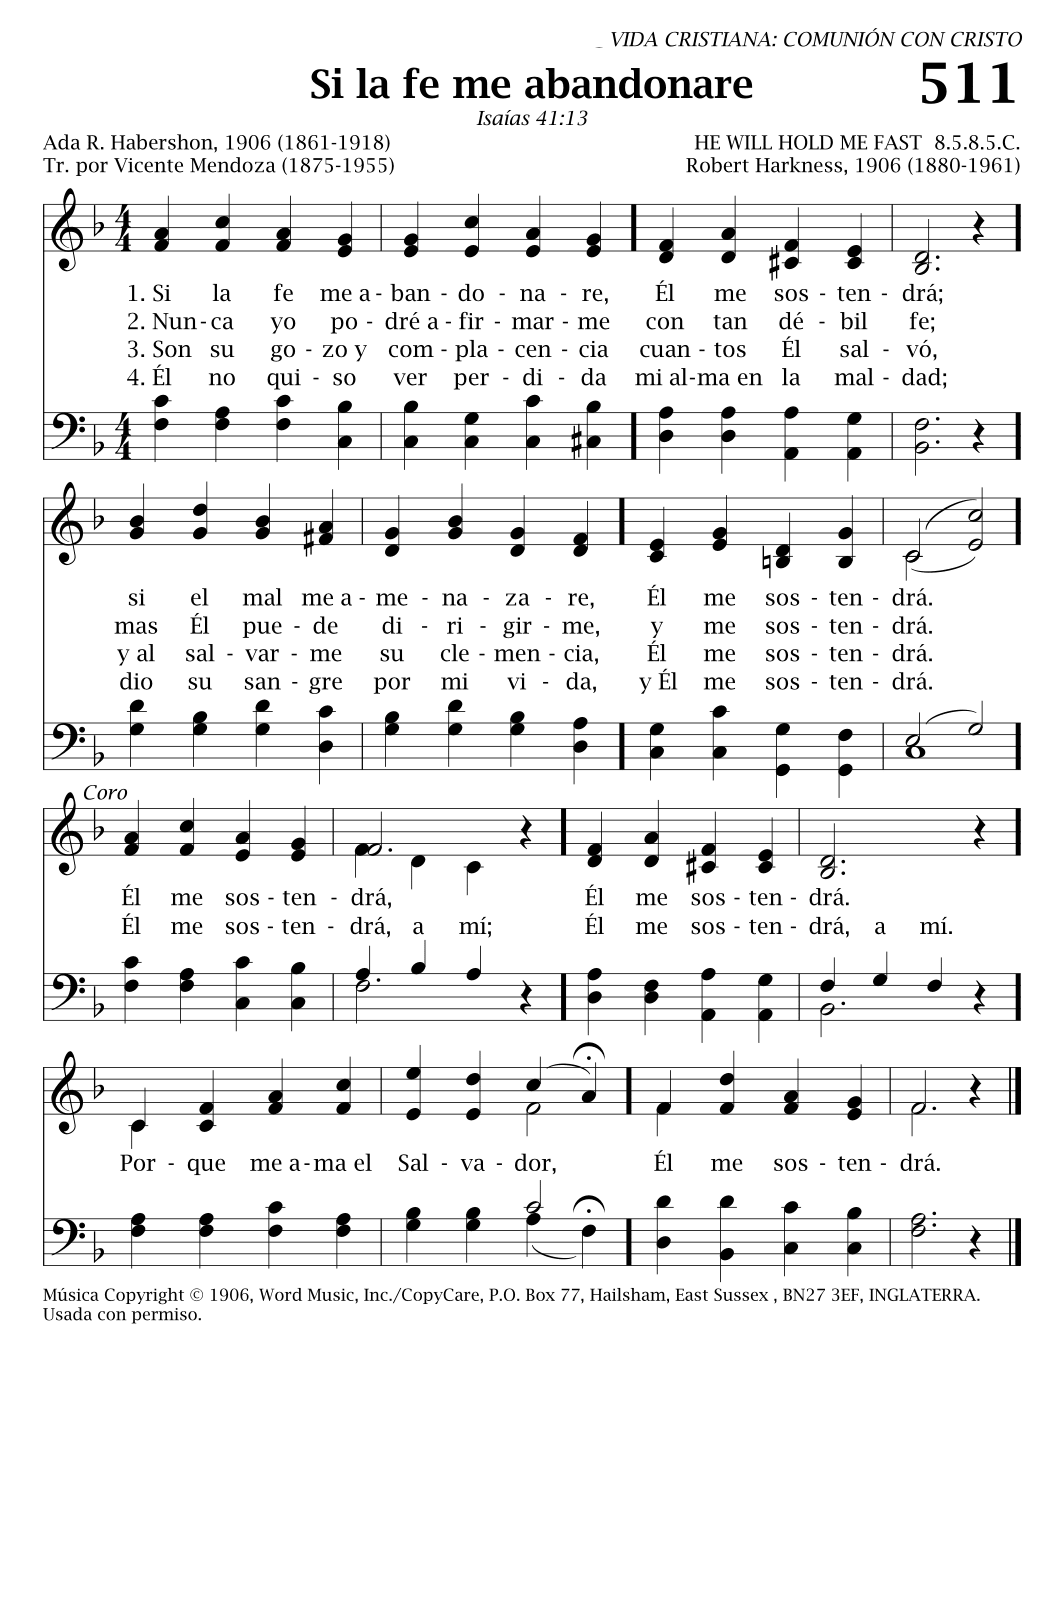 VIDA CRISTIANA: COMUNIÓN CON CRISTO
Si la fe me abandonare
511
Isaías 41:13
Ada R. Habershon, 1906 (1861-1918)
HE WILL HOLD ME FAST 8.5.8.5.C.
Tr. por Vicente Mendoza (1875-1955)
Robert Harkness, 1906 (1880-1961)
1. Si la fe me a - ban - do - na - re, Él me sos - ten - drá;
2. Nun - ca yo po - dré a - fir - mar - me con tan dé - bil fe;
3. Son su go - zo y com - pla - cen - cia cuan - tos Él sal - vó,
4. Él no qui - so ver per - di - da mi al - ma en la mal - dad;
si el mal me a - me - na - za - re, Él me sos - ten - drá.
mas Él pue - de di - ri - gir - me, y me sos - ten - drá.
y al sal - var - me su cle - men - cia, Él me sos - ten - drá.
dio su san - gre por mi vi - da, y Él me sos - ten - drá.
Coro
Él me sos - ten - drá, Él me sos - ten - drá.
Él me sos - ten - drá, a mí; Él me sos - ten - drá, a mí.
Por - que me a - ma el Sal - va - dor, Él me sos - ten - drá.
Música Copyright © 1906, Word Music, Inc./CopyCare, P.O. Box 77, Hailsham, East Sussex , BN27 3EF, INGLATERRA.
Usada con permiso.